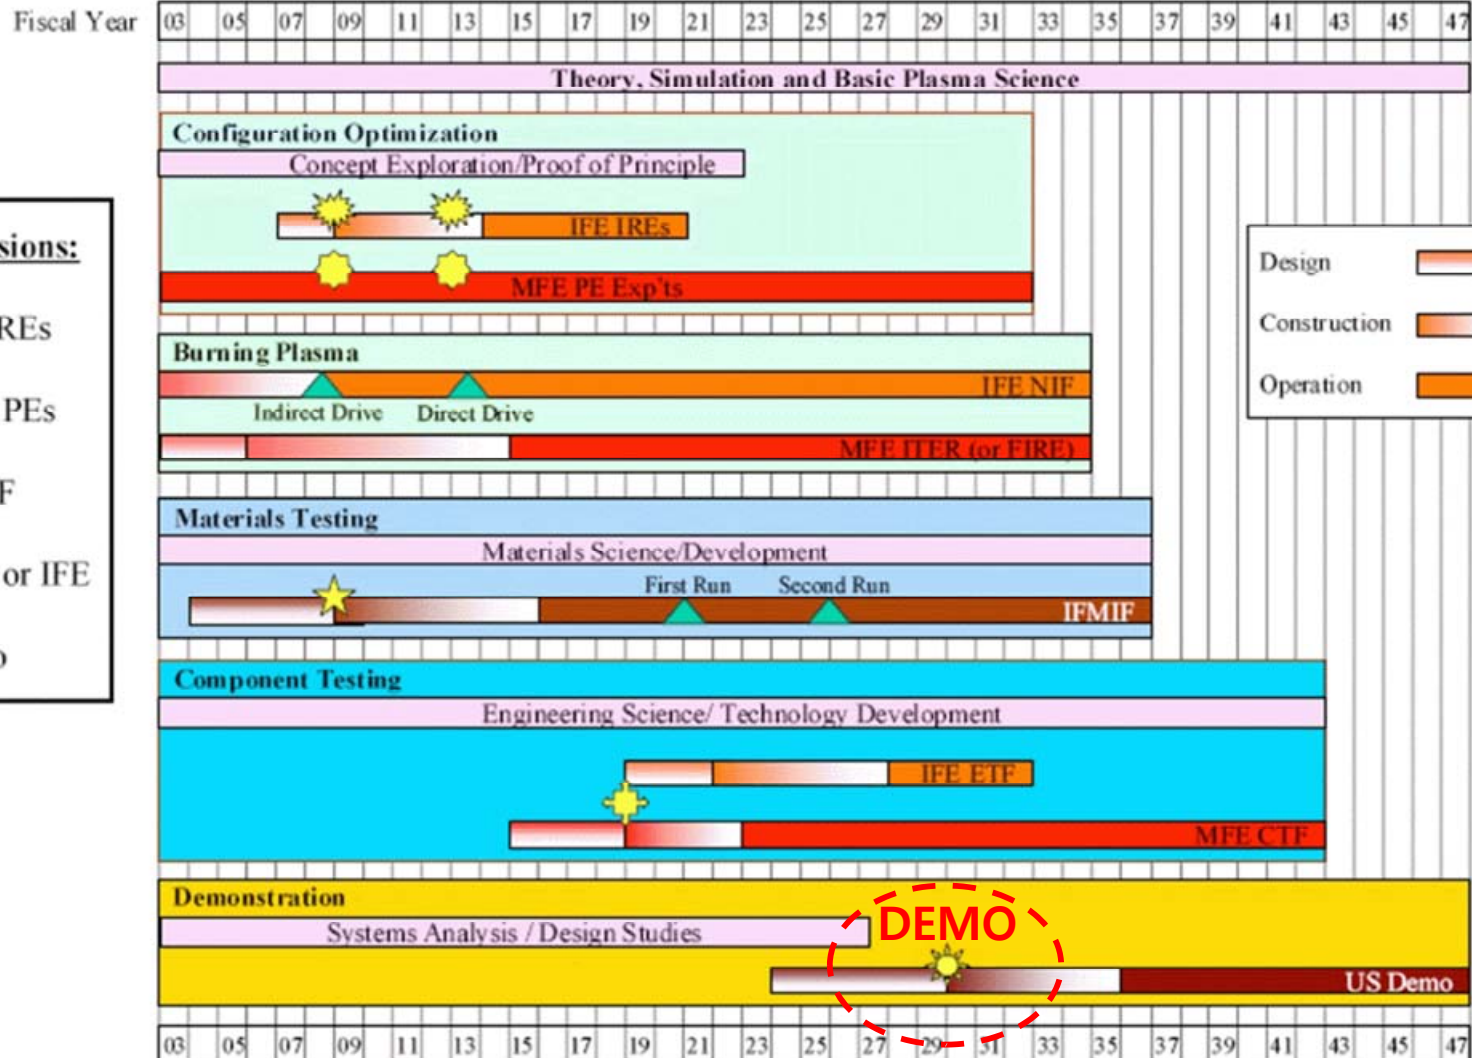 Fiscal Year 03 05 07 09 11 13 15 17 19 21 23 25 27 29 31 33 35 37 39 41 43 45 47
Theory, Simulation and Basic Plasma Science
Configuration Optimization
Concept Exploration/Proof of Principle
IFE IREs
MFE PE Exp'ts
sions:
REs
PEs
F
or IFE
Design
Construction
Operation
Burning Plasma
IFE NIF
Indirect Drive Direct Drive
MFE ITER (or FIRE)
Materials Testing
Materials Science/Development
First Run Second Run
IFMIF
Component Testing
Engineering Science/ Technology Development
IFE ETF
MFE CTF
Demonstration
Systems Analysis / Design Studies
DEMO
US Demo
03 05 07 09 11 13 15 17 19 21 23 25 27 29 31 33 35 37 39 41 43 45 47